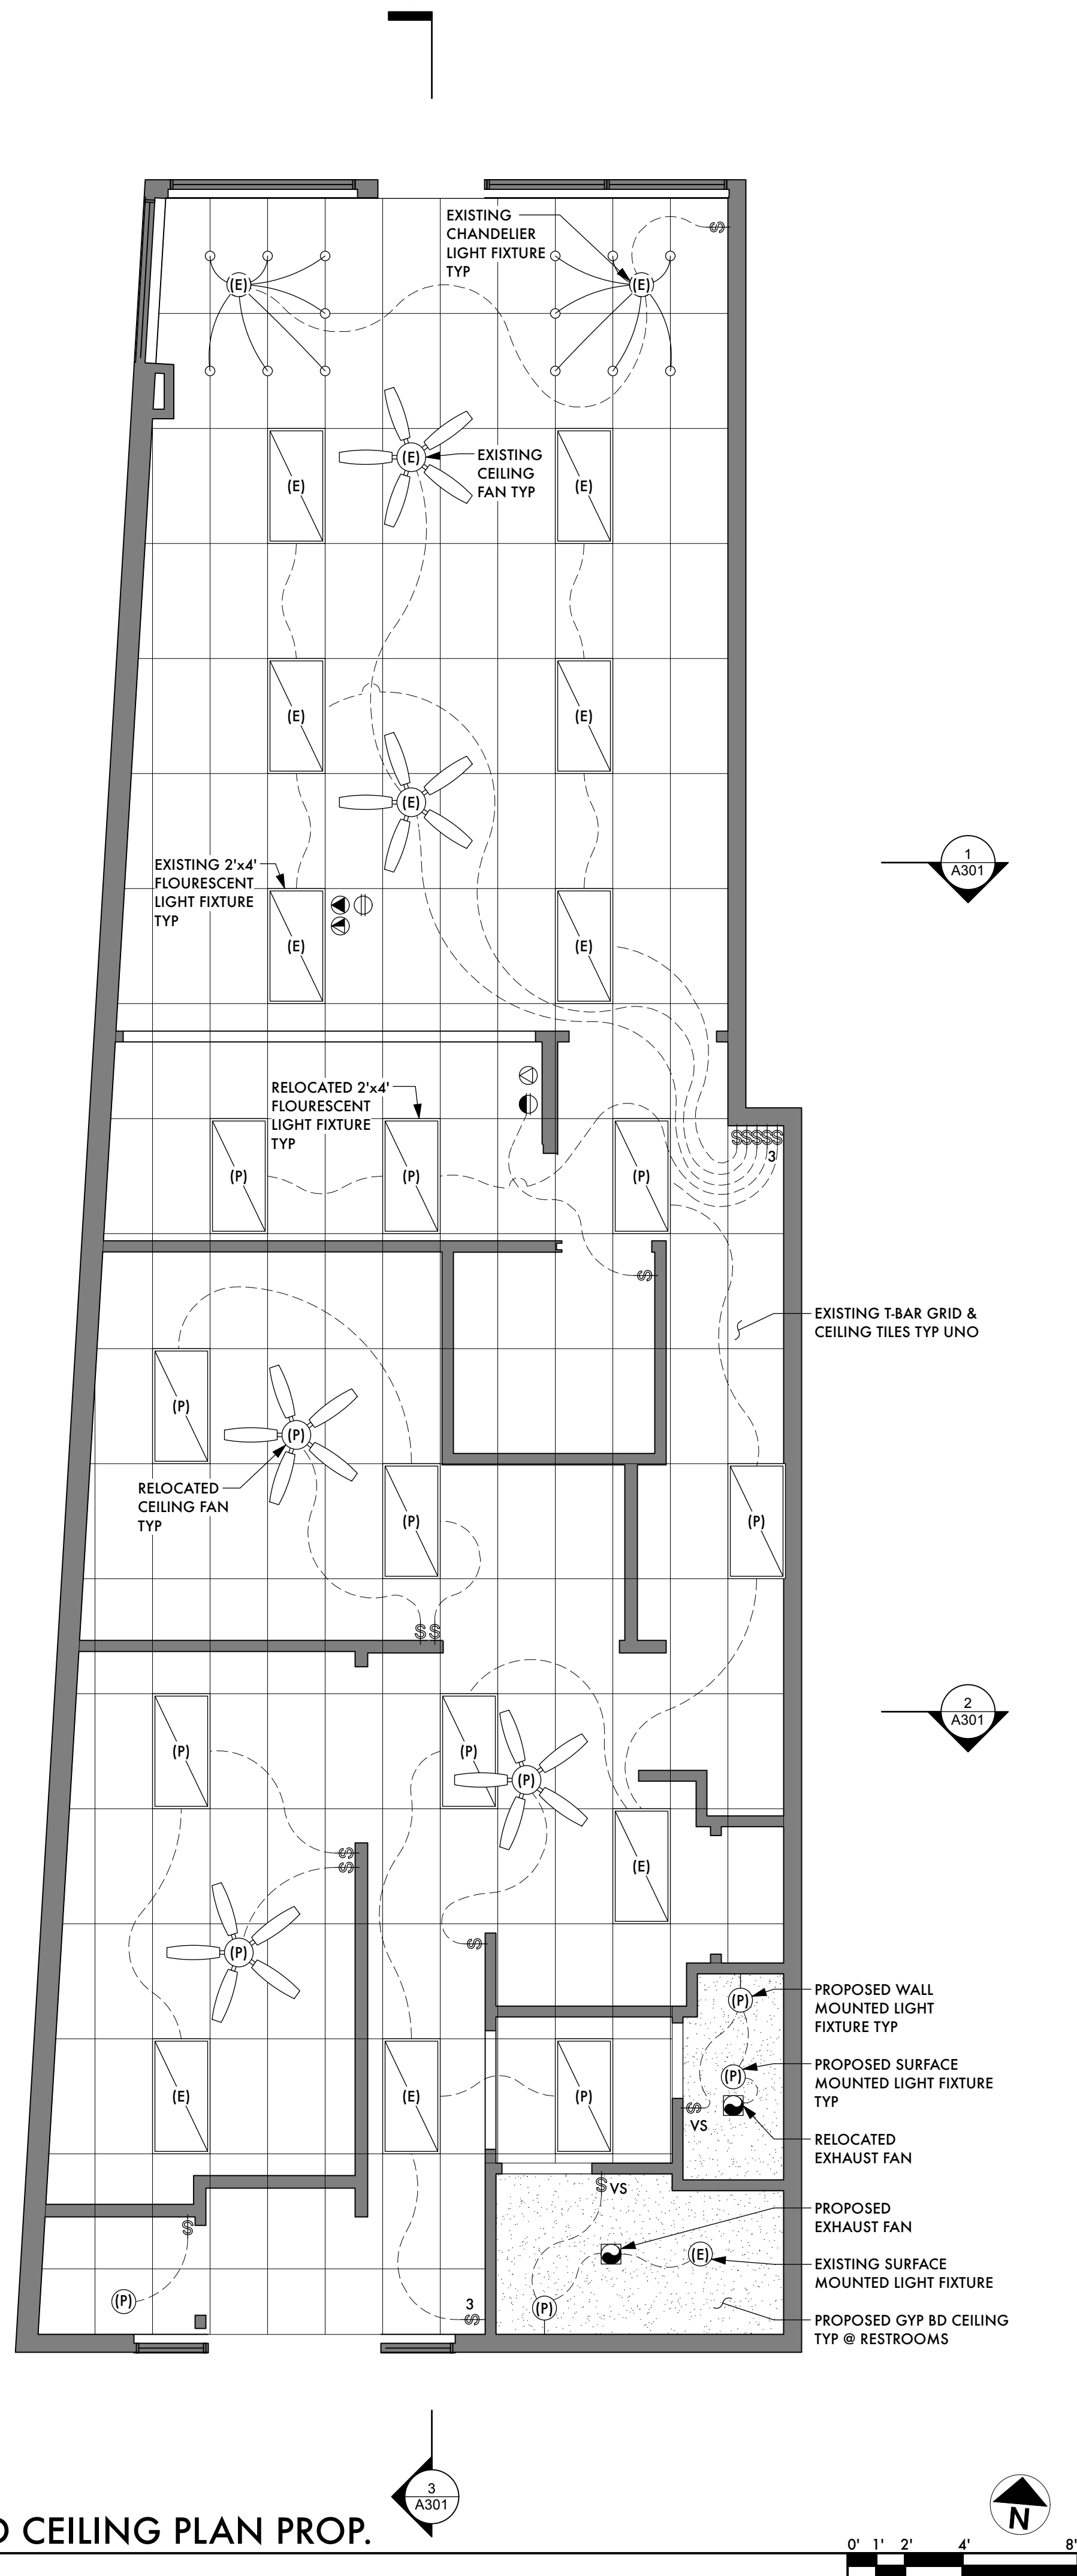 EXISTING
CHANDELIER
LIGHT FIXTURE
TYP
$
(E)
(E)
(E)
EXISTING
CEILING
FAN TYP
(E)
(E)
(E)
(E)
(E)
EXISTING 2'x4'
FLOURESCENT
LIGHT FIXTURE
TYP
(E)
(E)
1
A301
RELOCATED 2'x4'
FLOURESCENT
LIGHT FIXTURE
TYP
$$$$$
3
(P)
(P)
(P)
$
EXISTING T-BAR GRID &
CEILING TILES TYP UNO
(P)
(P)
RELOCATED
CEILING FAN
TYP
(P)
(P)
$$
2
A301
(P)
(P)
(P)
$
$
(E)
(P)
$
PROPOSED WALL
MOUNTED LIGHT
FIXTURE TYP
(P)
PROPOSED SURFACE
MOUNTED LIGHT FIXTURE
TYP
(P)
(E)
(E)
(P)
$
VS
RELOCATED
EXHAUST FAN
$ VS
PROPOSED
EXHAUST FAN
$
(E)
EXISTING SURFACE
MOUNTED LIGHT FIXTURE
(P)
(P)
3
$
PROPOSED GYP BD CEILING
TYP @ RESTROOMS
3
A301
N
CEILING PLAN PROP.
0' 1' 2' 4' 8'